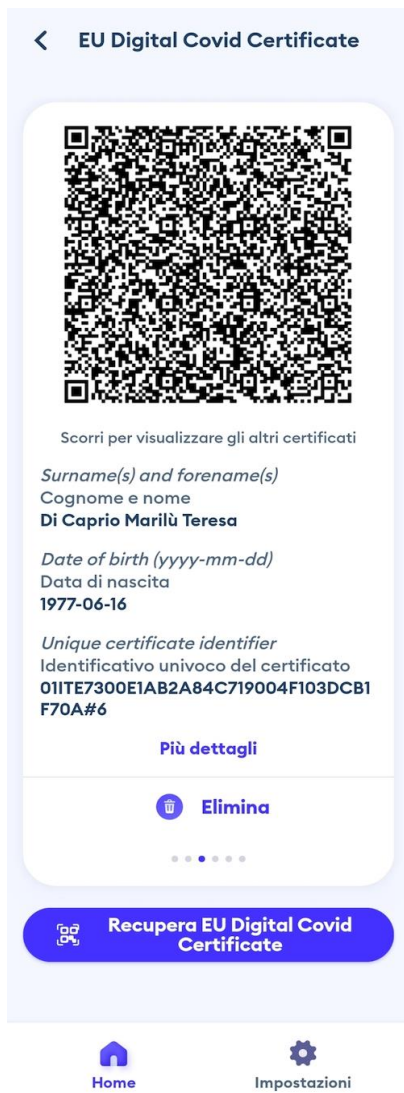 EU Digital Covid Certificate
Scorri per visualizzare gli altri certificati
Surname(s) and forename(s)
Cognome e nome
Di Caprio Marilù Teresa
Date of birth (yyyy-mm-dd)
Data di nascita
1977-06-16
Unique certificate identifier
Identificativo univoco del certificato
01ITE7300E1AB2A84C719004F103DCB1
F70A#6
Più dettagli
Elimina
Recupera EU Digital Covid
Certificate
Home
Impostazioni